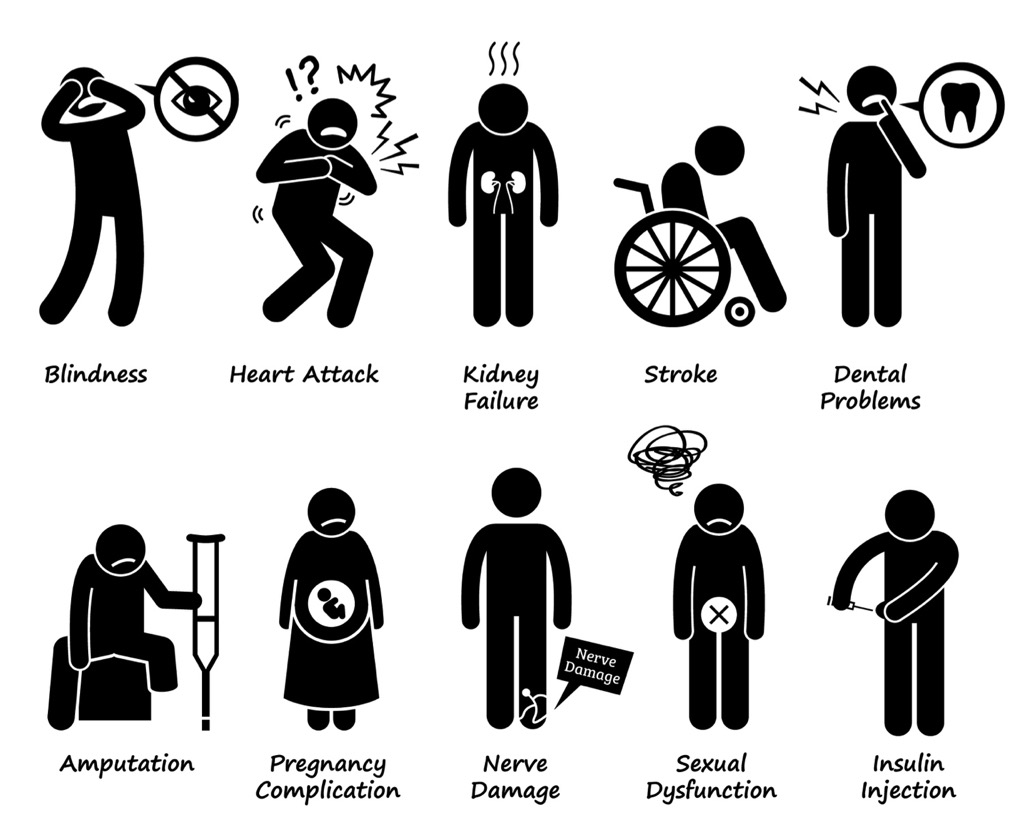 !?
Blindness
Heart Attack
Kidney
Failure
Stroke
Dental
Problems
Nerve
Damage
Amputation
Pregnancy
Complication
Nerve
Damage
Sexual
Dysfunction
Insulin
Injection